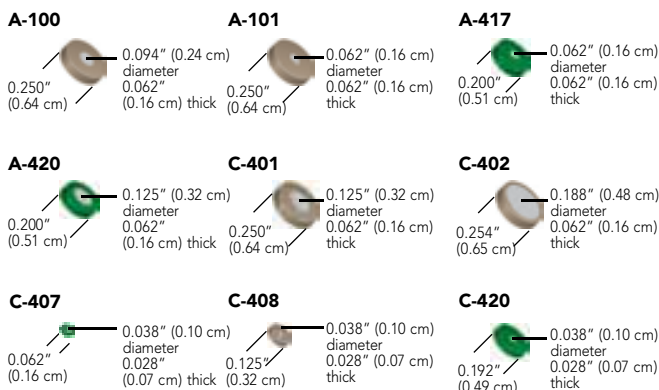 A-100
0.094″ (0.24 cm)
diameter
0.062″
(0.16 cm) thick
0.250″
(0.64 cm)
A-101
0.062″ (0.16 cm)
diameter
0.062″ (0.16 cm)
thick
0.250″
(0.64 cm)
A-417
0.062″ (0.16 cm)
diameter
0.062″ (0.16 cm)
thick
0.200″
(0.51 cm)
A-420
0.125″ (0.32 cm)
diameter
0.062″
(0.16 cm) thick
0.200″
(0.51 cm)
C-401
0.125″ (0.32 cm)
diameter
0.062″ (0.16 cm)
thick
0.250″
(0.64 cm)
C-402
0.188″ (0.48 cm)
diameter
0.062″ (0.16 cm)
thick
0.254″
(0.65 cm)
C-407
0.038″ (0.10 cm)
diameter
0.028″
(0.07 cm) thick
0.062″
(0.16 cm)
C-408
0.038″ (0.10 cm)
diameter
0.028″ (0.07 cm)
thick
0.125″
(0.32 cm)
C-420
0.038″ (0.10 cm)
diameter
0.028″ (0.07 cm)
thick
0.192″
(0.49 cm)